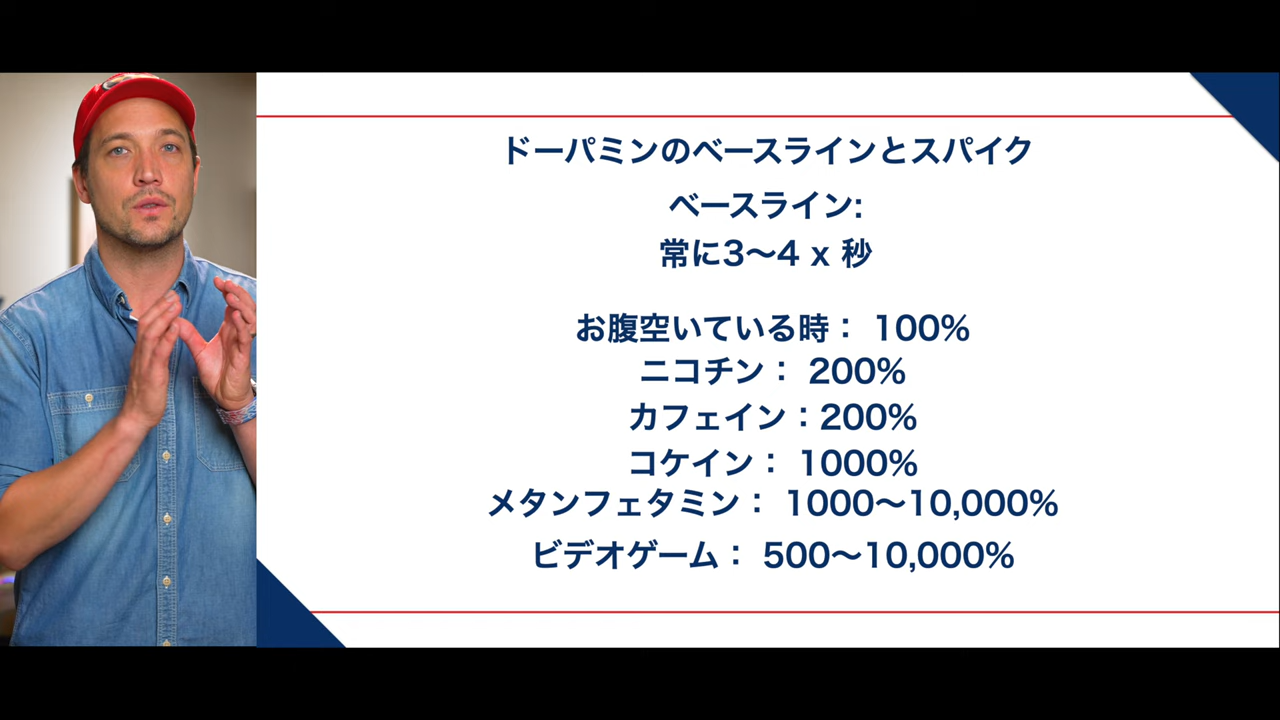 ドーパミンのベースラインとスパイク
ベースライン:
常に3〜4 x 秒
お腹空いている時： 100%
ニコチン： 200%
カフェイン：200%
コケイン： 1000%
メタンフェタミン： 1000〜10,000%
ビデオゲーム： 500〜10,000%